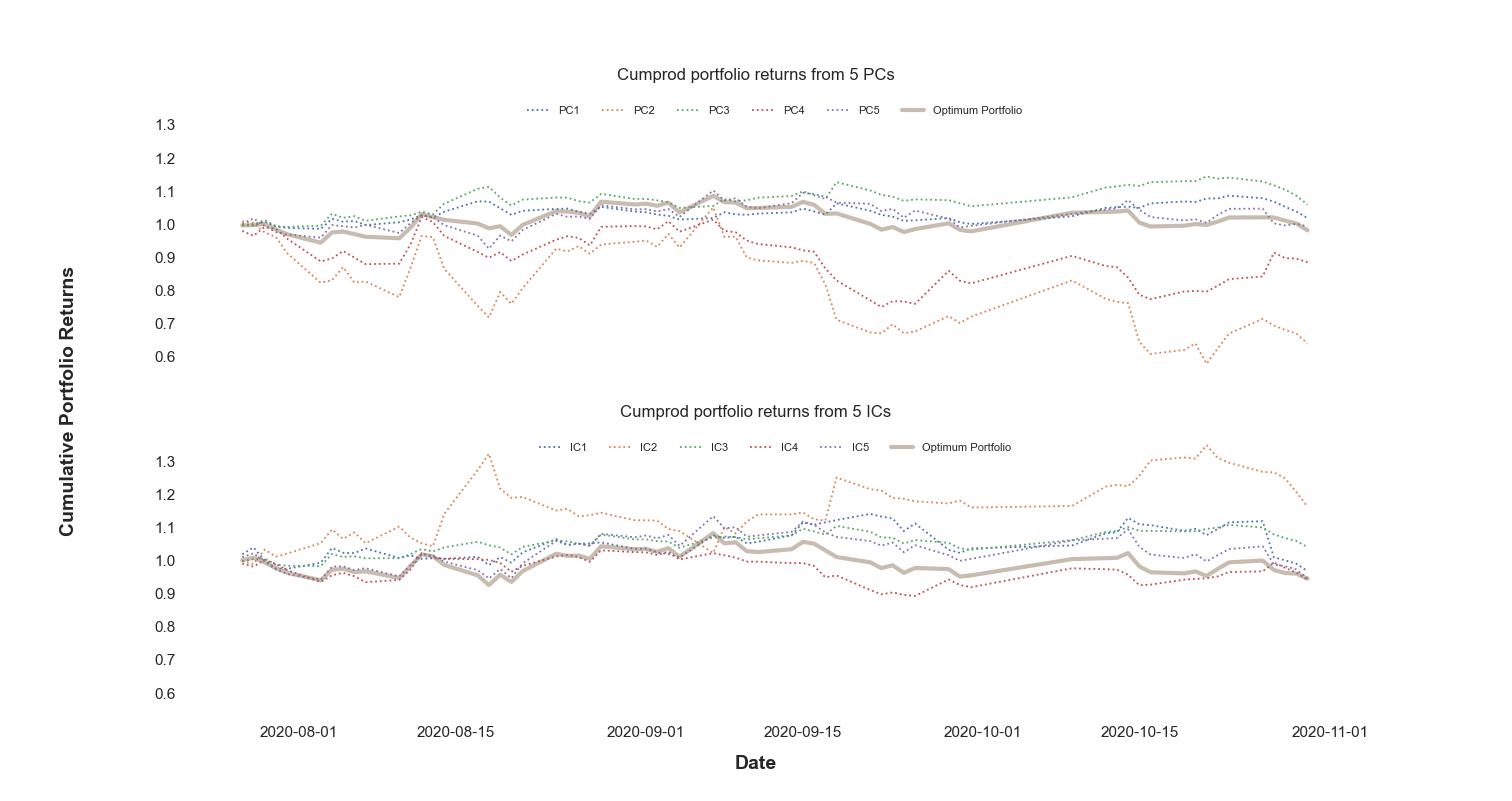 Cumprod portfolio returns from 5 PCs
PC1 PC2 PC3 PC4 PC5 Optimum Portfolio
1.3
1.2
1.1
1.0
0.9
0.8
0.7
0.6
Cumulative Portfolio Returns
Cumprod portfolio returns from 5 ICs
IC1 IC2 IC3 IC4 IC5 Optimum Portfolio
1.3
1.2
1.1
1.0
0.9
0.8
0.7
0.6
2020-08-01 2020-08-15 2020-09-01 2020-09-15 2020-10-01 2020-10-15 2020-11-01
Date